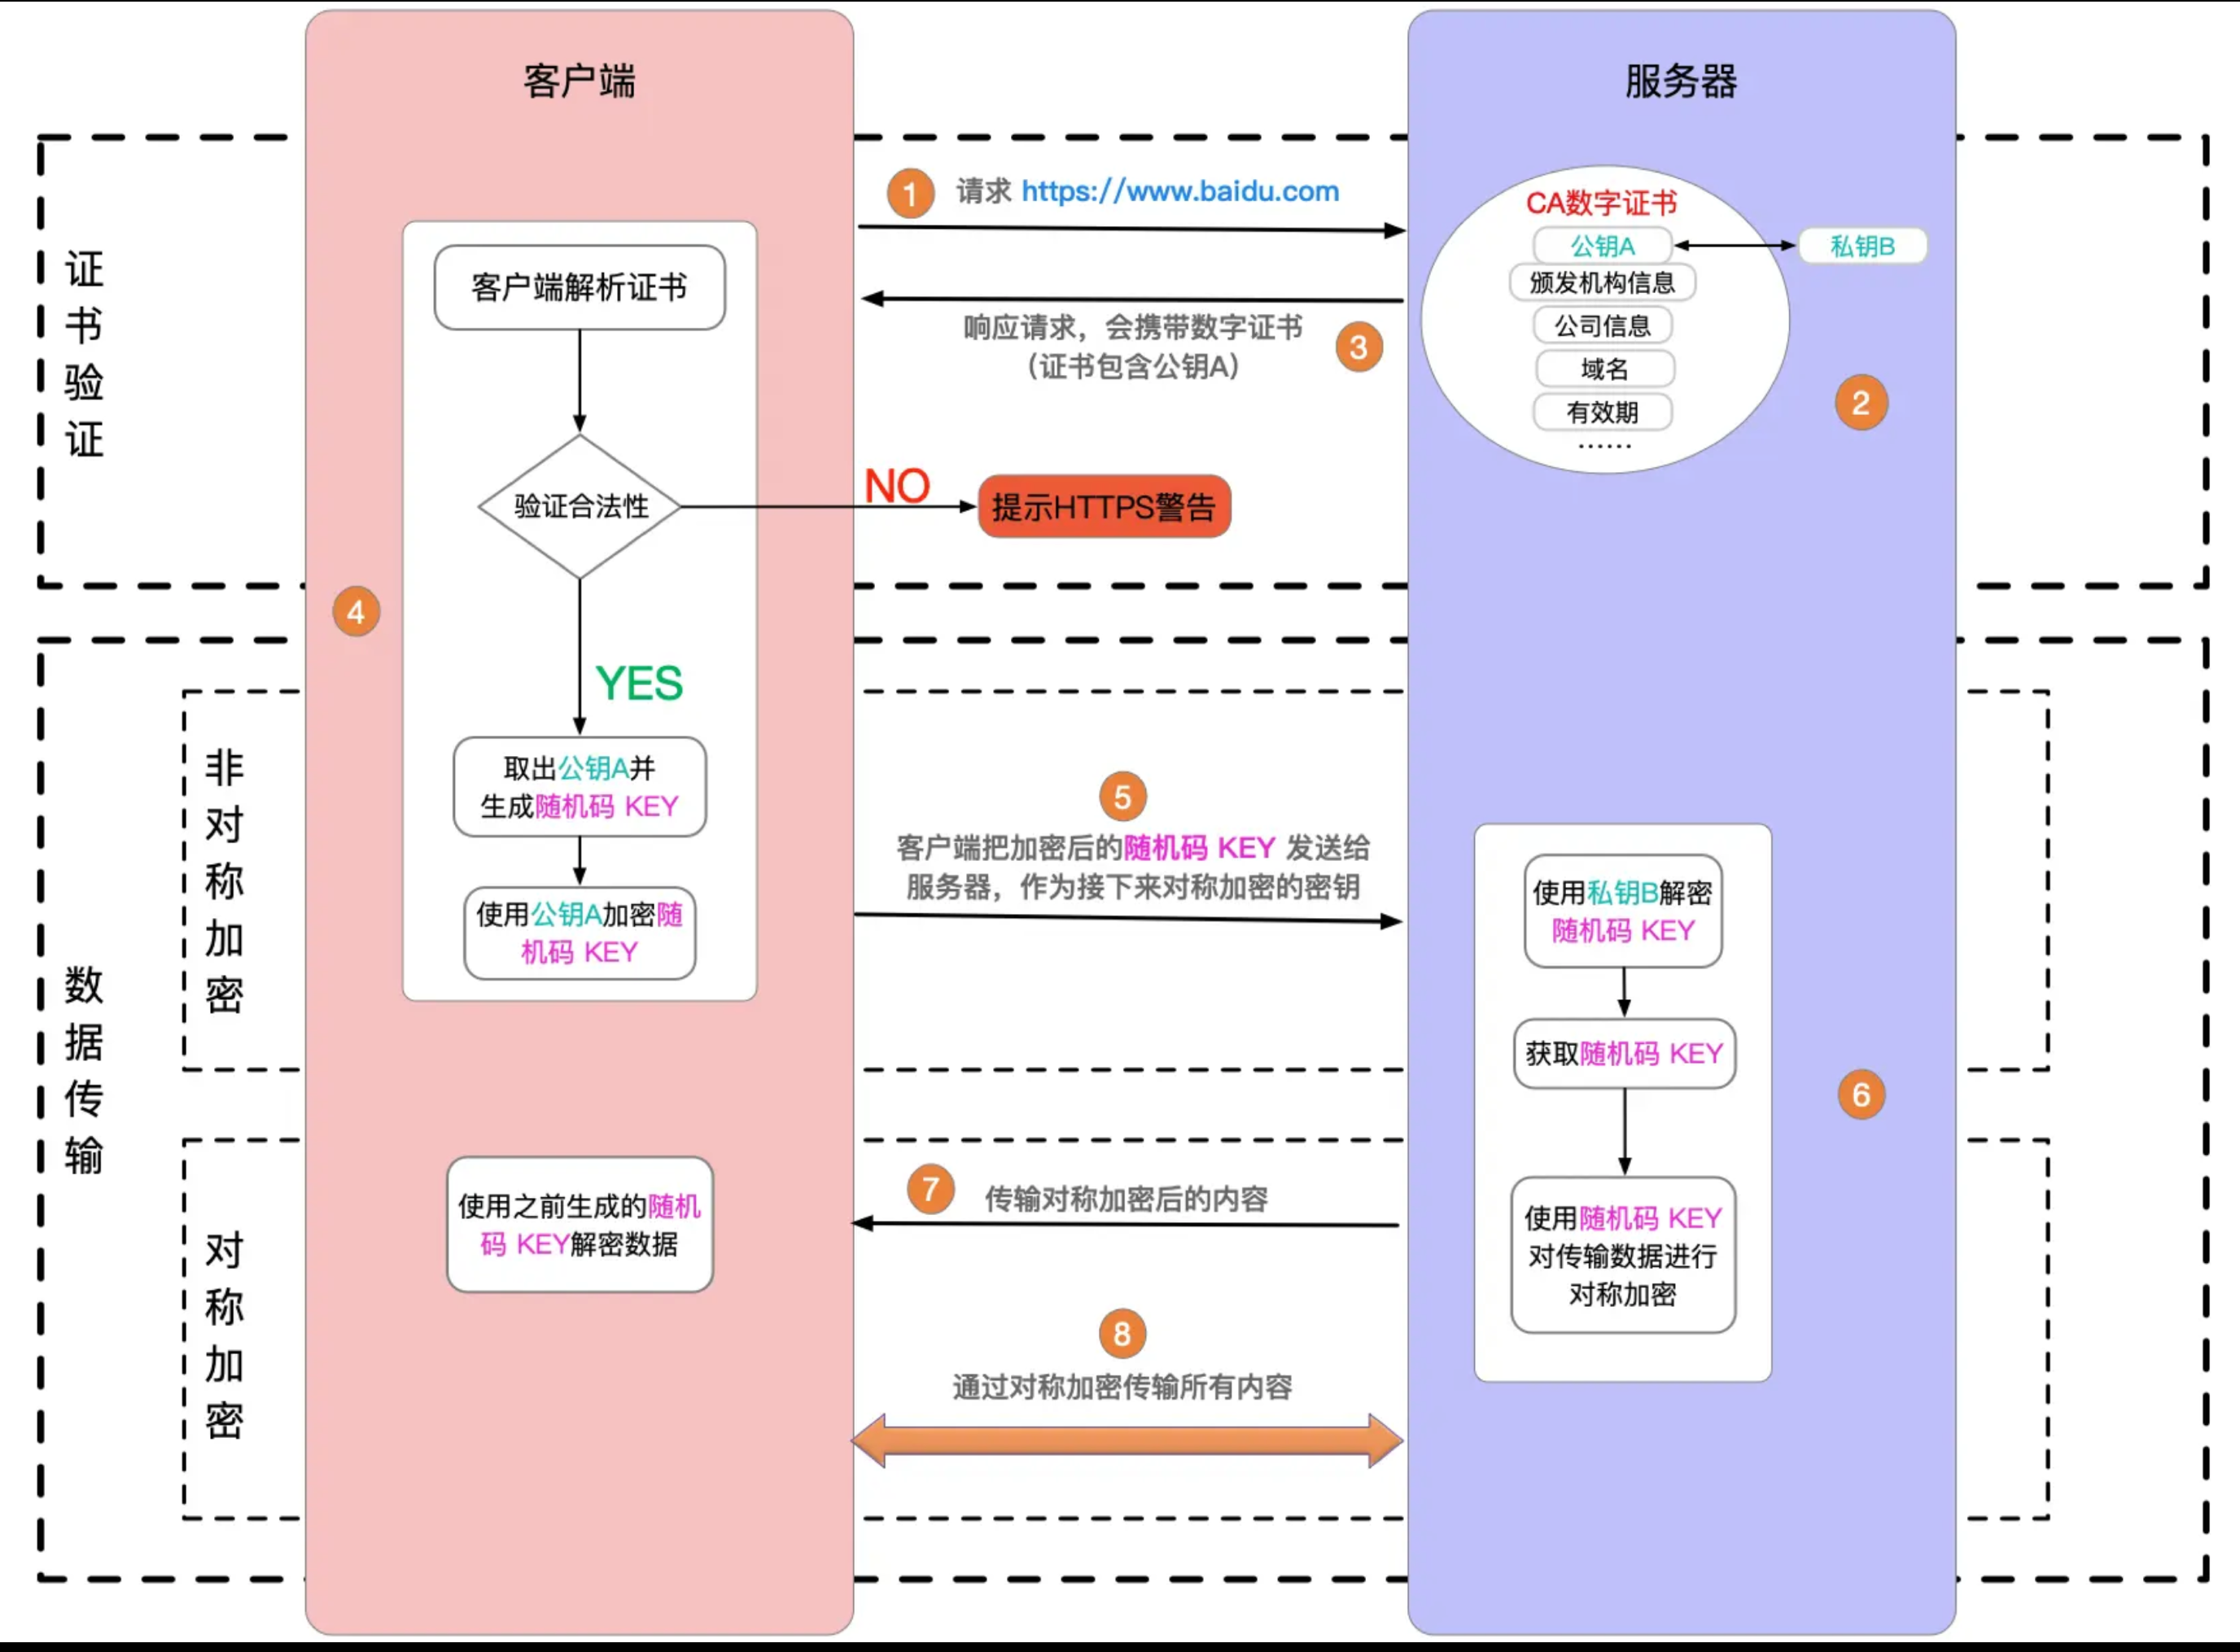 客户端
服务器
证书验证
1
请求 https://www.baidu.com
CA数字证书
公钥A
私钥B
颁发机构信息
公司信息
域名
有效期
......
2
响应请求，会携带数字证书
（证书包含公钥A）
3
客户端解析证书
验证合法性
NO
提示HTTPS警告
4
YES
数据传输
非对称加密
取出公钥A并
生成随机码 KEY
使用公钥A加密随
机码 KEY
5
客户端把加密后的随机码 KEY 发送给
服务器，作为接下来对称加密的密钥
使用私钥B解密
随机码 KEY
获取随机码 KEY
6
使用随机码 KEY
对传输数据进行
对称加密
对称加密
7
传输对称加密后的内容
使用之前生成的随机
码 KEY解密数据
8
通过对称加密传输所有内容